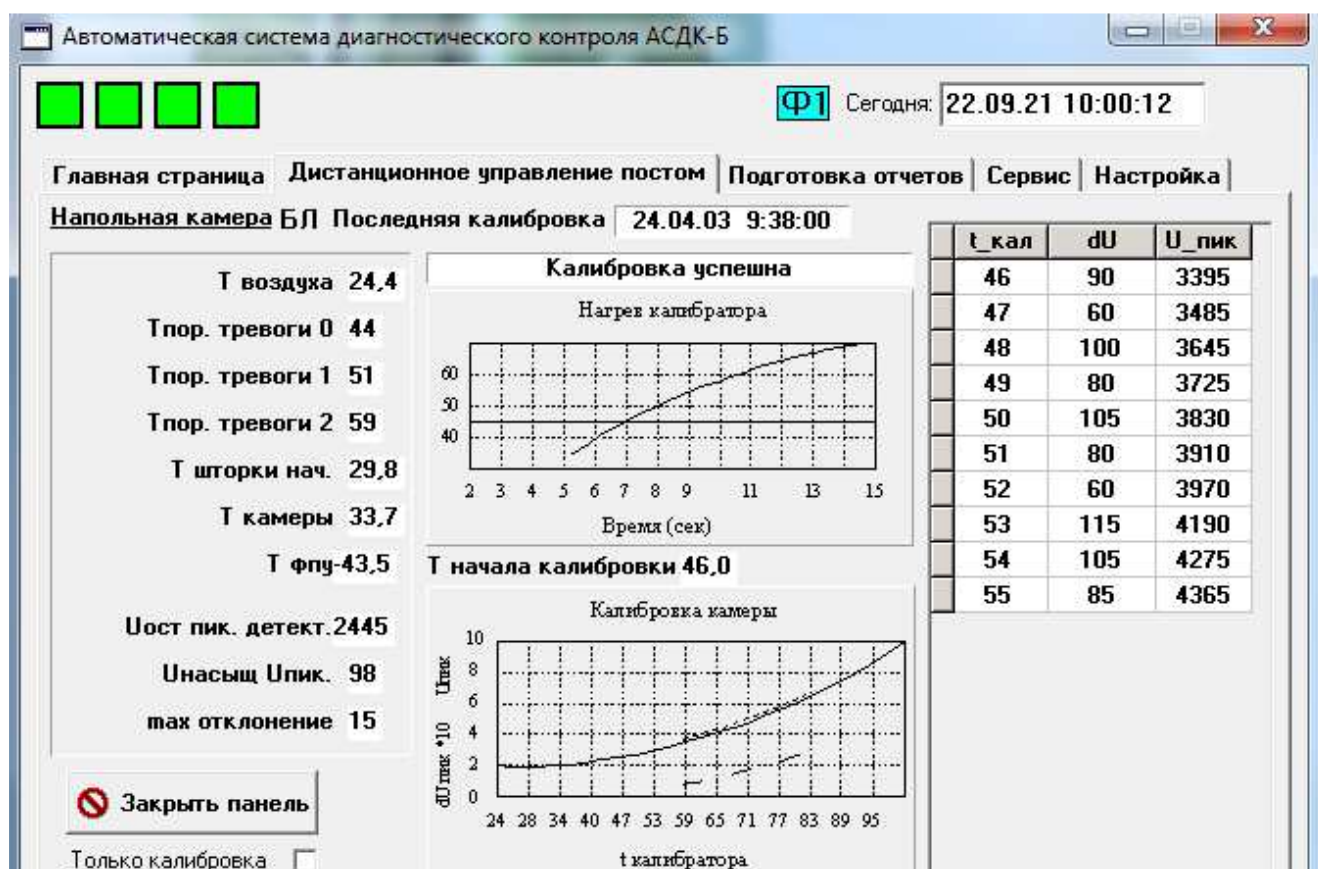 Автоматическая система диагностического контроля АСДК-Б
Ф1 Сегодня: 22.09.21 10:00:12
Главная страница Дистанционное управление постом Подготовка отчетов Сервис Настройка
Напольная камера БЛ Последняя калибровка 24.04.03 9:38:00
Т воздуха 24,4
Тпор. тревоги 0 44
Тпор. тревоги 1 51
Тпор. тревоги 2 59
Т шторки нач. 29,8
Т камеры 33,7
Т фпу-43,5
Uост пик. детект.2445
Uнасыщ Uпик. 98
max отклонение 15
Закрыть панель
Только калибровка
Калибровка успешна
Нагрев калибратора
60
50
40
2 3 4 5 6 7 8 9 11 13 15
Время (сек)
Т начала калибровки 46,0
Калибровка камеры
10
8
6
4
2
0
dUпик *10 Uпик
24 28 34 40 47 53 59 65 71 77 83 89 95
t калибратора
t_кал dU U_пик
46 90 3395
47 60 3485
48 100 3645
49 80 3725
50 105 3830
51 80 3910
52 60 3970
53 115 4190
54 105 4275
55 85 4365